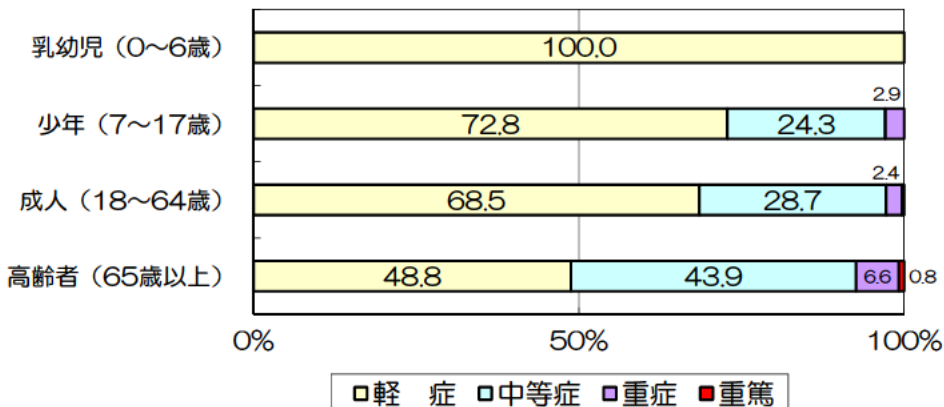 乳幼児（0～6歳）
100.0
2.9
少年（7～17歳）
72.8
24.3
2.4
成人（18～64歳）
68.5
28.7
高齢者（65歳以上）
48.8
43.9
6.6
0.8
0%
50%
100%
軽　症
中等症
重症
重篤